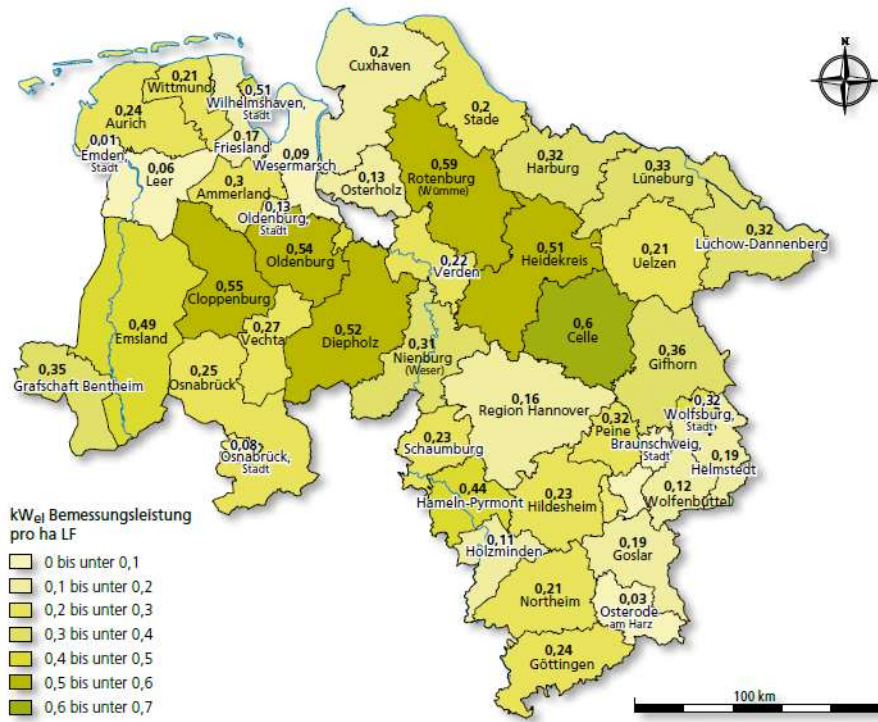 N
0,2
Cuxhaven
0,21
Wittmund
0,51
Wilhelmshaven,
Stadt
0,24
Aurich
0,2
Stade
0,01
Emden,
Stadt
0,17
Friesland
0,09
Wesermarsch
0,06
Leer
0,3
Ammerland
0,13
Osterholz
0,59
Rotenburg
(Wümme)
0,32
Harburg
0,33
Lüneburg
0,13
Oldenburg,
Stadt
0,54
Oldenburg
0,22
Verden
0,51
Heidekreis
0,21
Uelzen
0,32
Lüchow-Dannenberg
0,55
Cloppenburg
0,49
Emsland
0,27
Vechta
0,52
Diepholz
0,31
Nienburg
(Weser)
0,6
Celle
0,36
Gifhorn
0,35
Grafschaft Bentheim
0,25
Osnabrück
0,16
Region Hannover
0,32
Wolfsburg,
Stadt
0,08
Osnabrück,
Stadt
0,23
Schaumburg
0,32
Peine
Braunschweig,
Stadt
0,19
Helmstedt
0,44
Hameln-Pyrmont
0,23
Hildesheim
0,12
Wolfenbüttel
0,11
Holzminden
0,19
Goslar
0,21
Northeim
0,03
Osterode
am Harz
0,24
Göttingen
kWel Bemessungsleistung
pro ha LF
0 bis unter 0,1
0,1 bis unter 0,2
0,2 bis unter 0,3
0,3 bis unter 0,4
0,4 bis unter 0,5
0,5 bis unter 0,6
0,6 bis unter 0,7
100 km